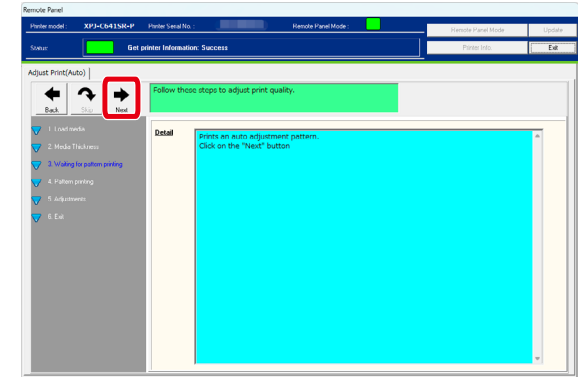 Remote Panel
Printer model : XPJ-C641SR-P Printer Serial No. : Remote Panel Mode :
Remote Panel Mode Update
Status: Get printer Information: Success
Printer Info. Exit
Adjust Print(Auto)
Back Skip Next
Follow these steps to adjust print quality.
1. Load media
2. Media Thickness
3. Waiting for pattern printing
4. Pattern printing
5. Adjustments
6. Exit
Detail
Prints an auto adjustment pattern.
Click on the "Next" button